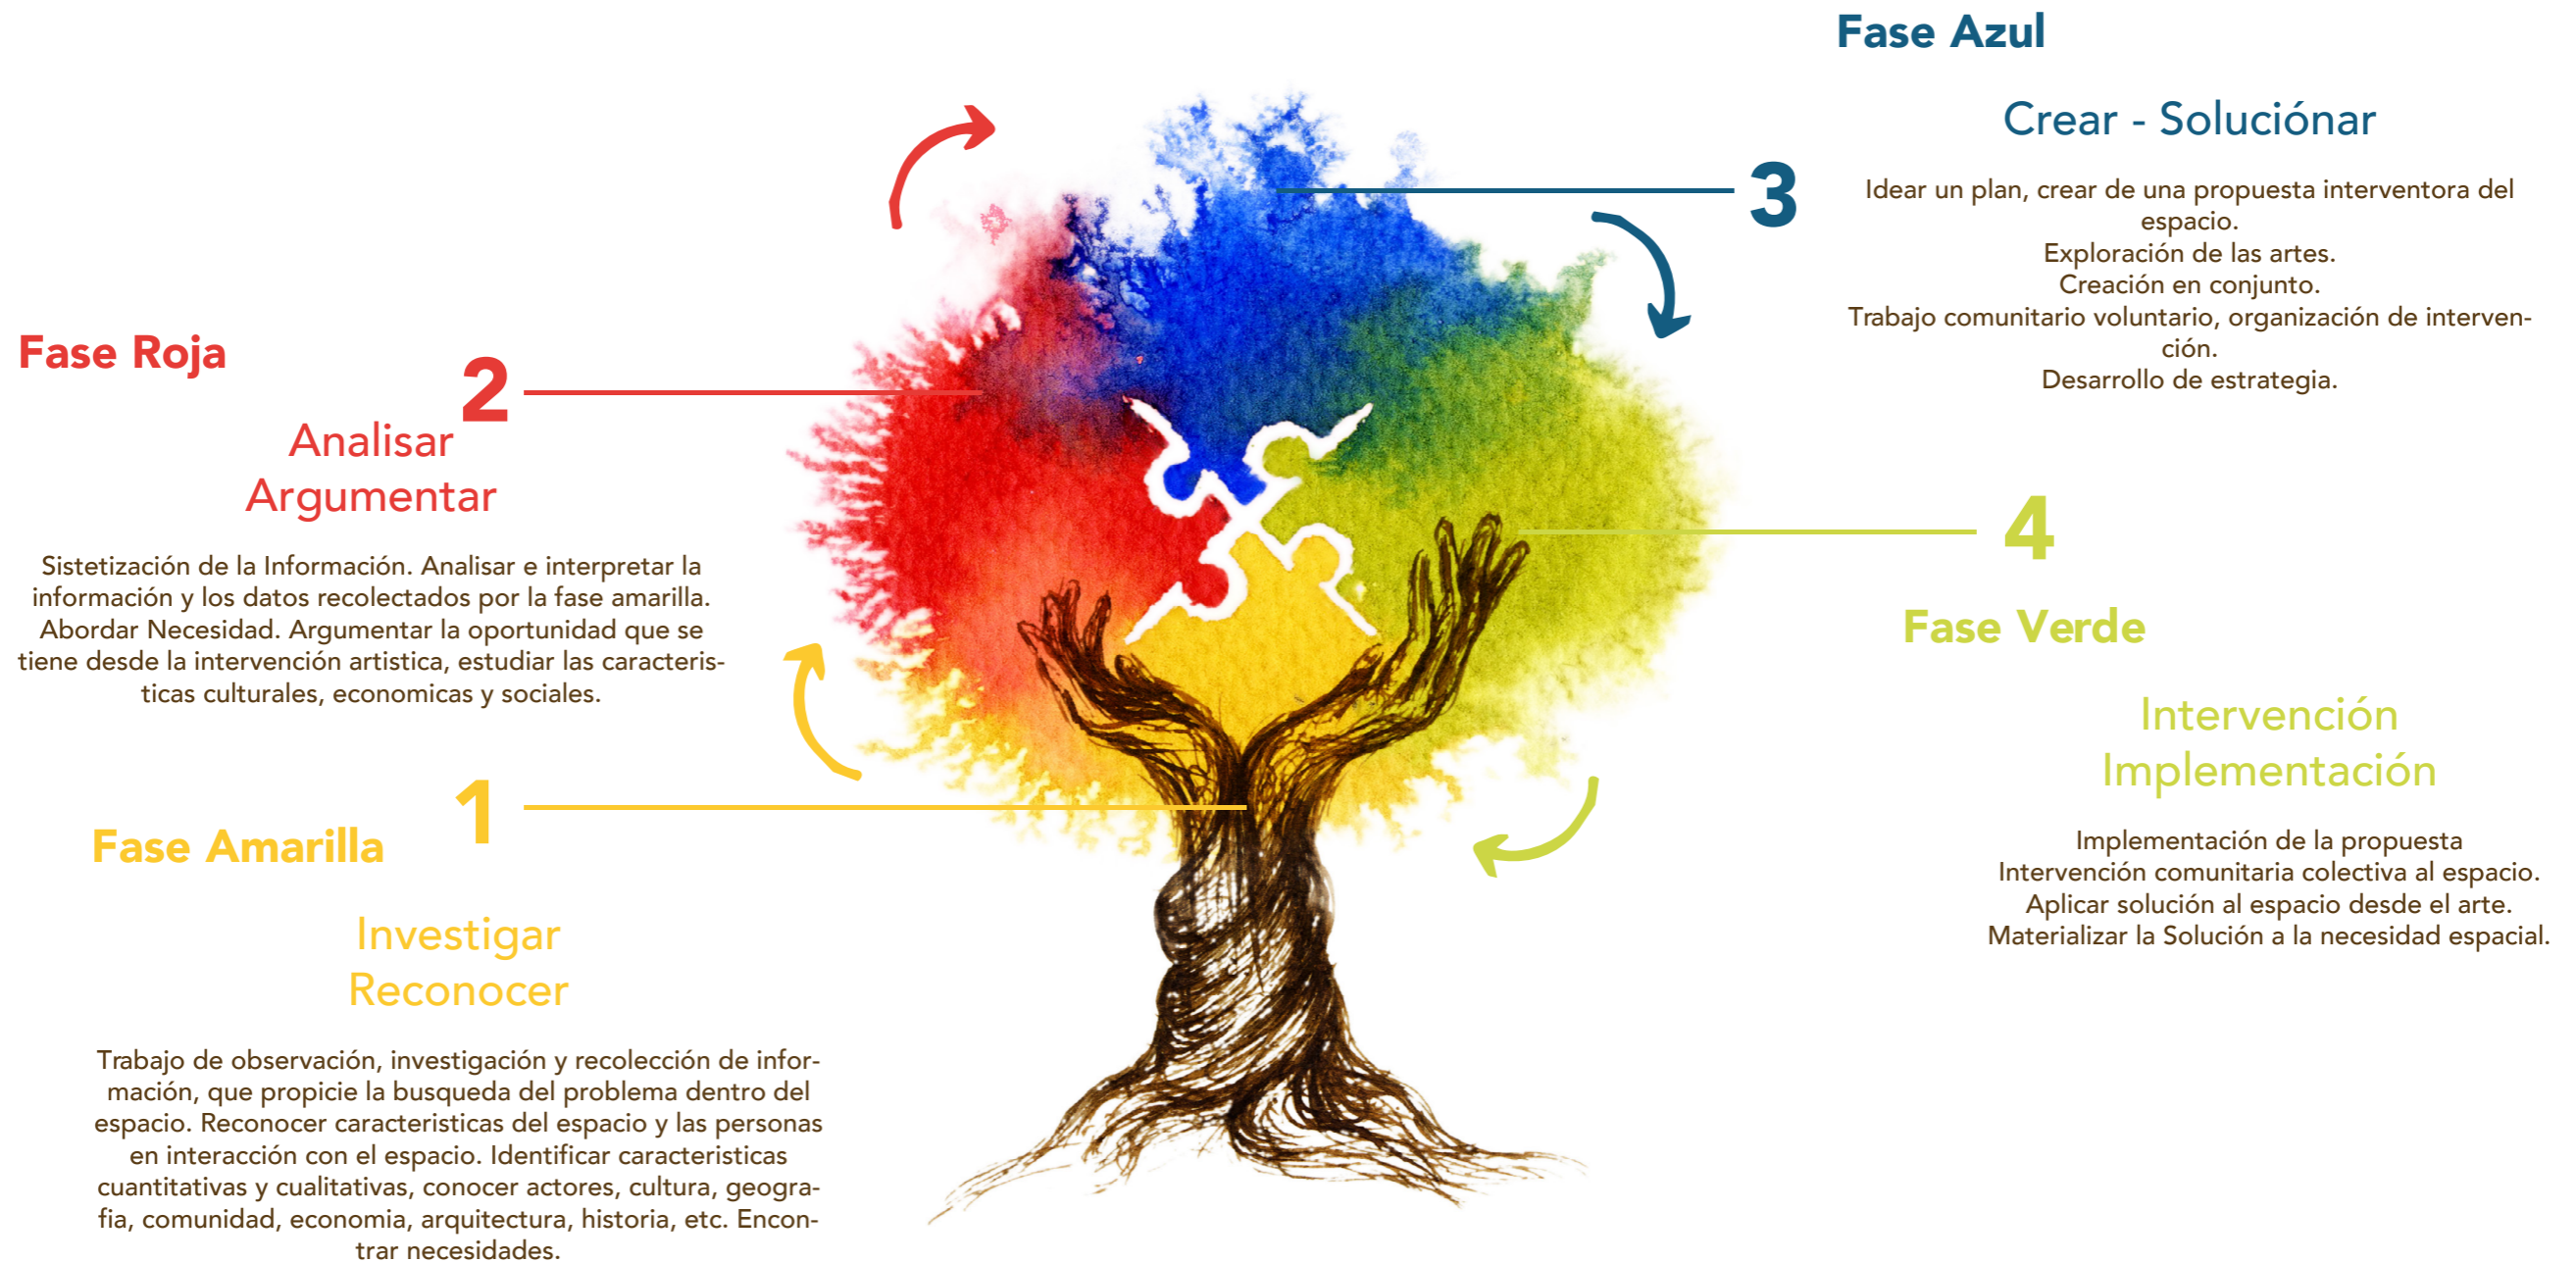 Fase Azul
Crear - Soluciónar
3
Idear un plan, crear de una propuesta interventora del
espacio.
Exploración de las artes.
Creación en conjunto.
Trabajo comunitario voluntario, organización de interven-
ción.
Desarrollo de estrategia.
Fase Roja
2
Analisar
Argumentar
Sistetización de la Información. Analisar e interpretar la
información y los datos recolectados por la fase amarilla.
Abordar Necesidad. Argumentar la oportunidad que se
tiene desde la intervención artistica, estudiar las caracteris-
ticas culturales, economicas y sociales.
4
Fase Verde
Intervención
Implementación
Implementación de la propuesta
Intervención comunitaria colectiva al espacio.
Aplicar solución al espacio desde el arte.
Materializar la Solución a la necesidad espacial.
1
Fase Amarilla
Investigar
Reconocer
Trabajo de observación, investigación y recolección de infor-
mación, que propicie la busqueda del problema dentro del
espacio. Reconocer caracteristicas del espacio y las personas
en interacción con el espacio. Identificar caracteristicas
cuantitativas y cualitativas, conocer actores, cultura, geogra-
fia, comunidad, economia, arquitectura, historia, etc. Encon-
trar necesidades.